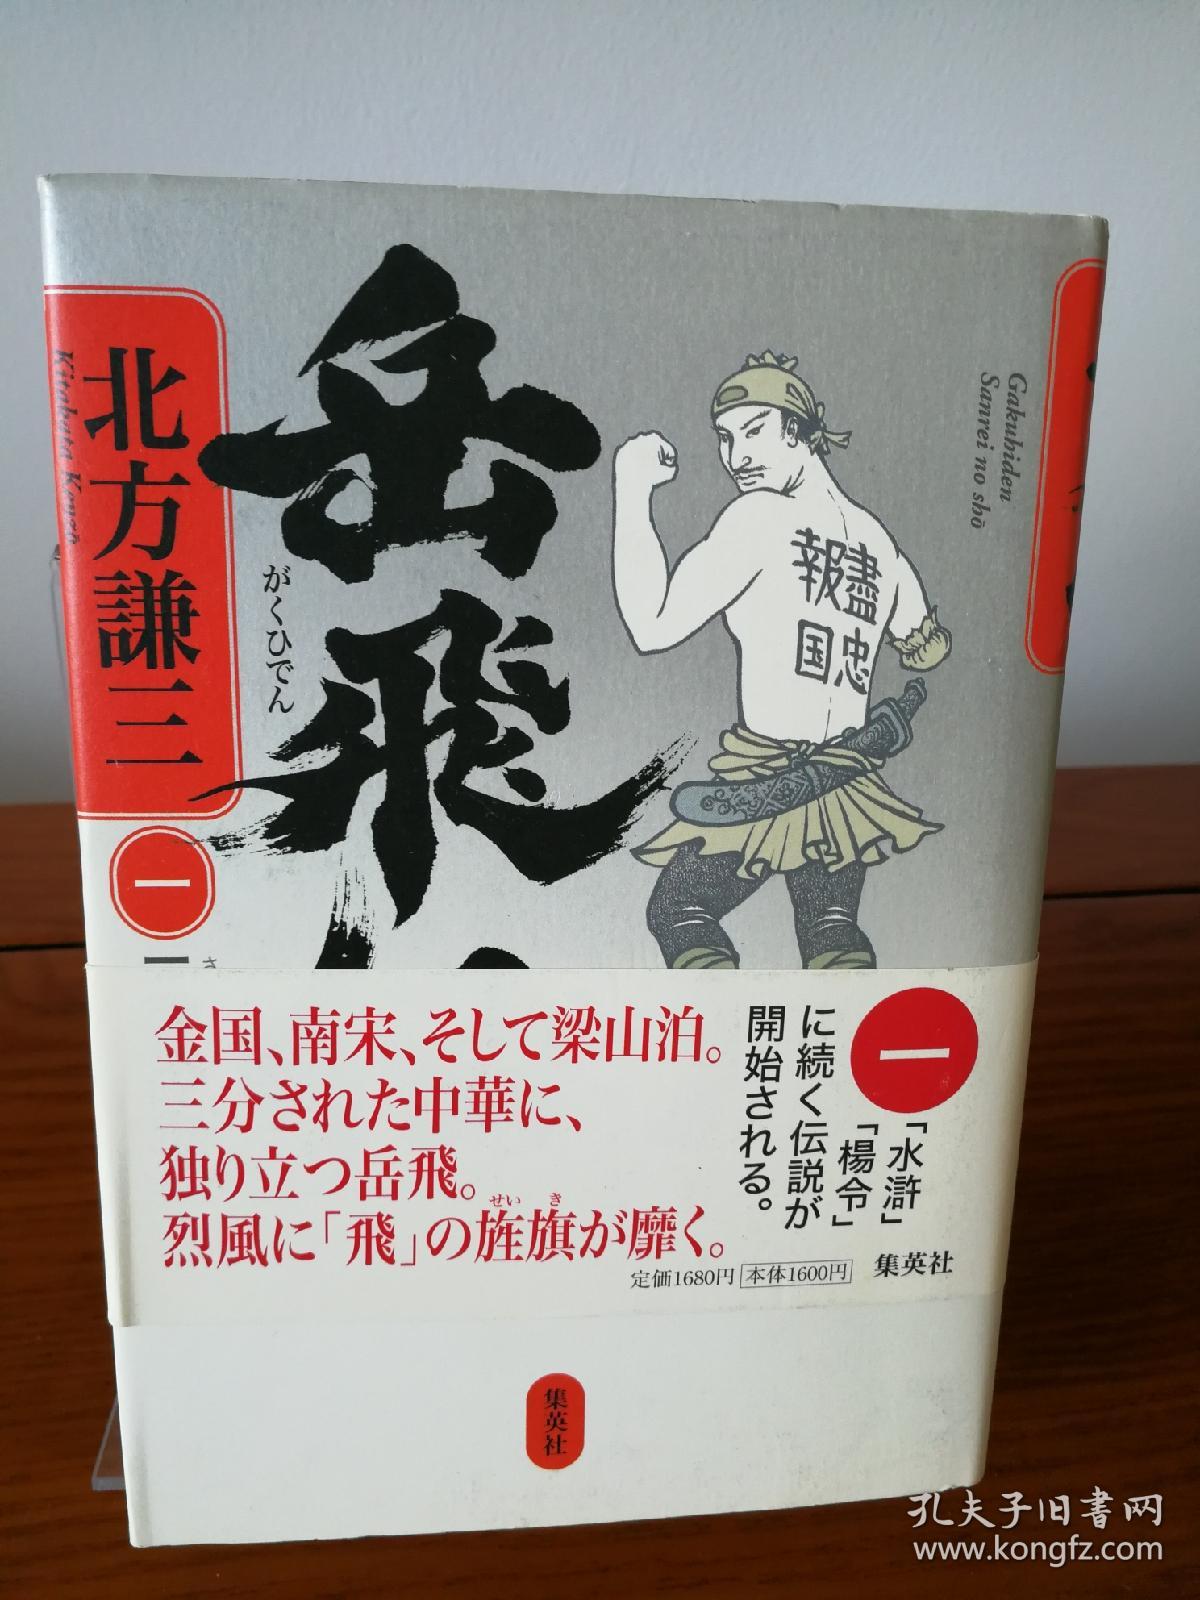 北方謙三
Kitakata Kenzō
一
岳飛
がくひでん
Gakuhiden
Sanrei no shō
盡忠
報国
さ
一
「水滸」
「楊令」
に続く伝説が
開始される。
金国、南宋、そして梁山泊。
三分された中華に、
独り立つ岳飛。
せいき
烈風に「飛」の旌旗が靡く。
定価1680円 本体1600円
集英社
集英社
孔夫子旧书网
www.kongfz.com